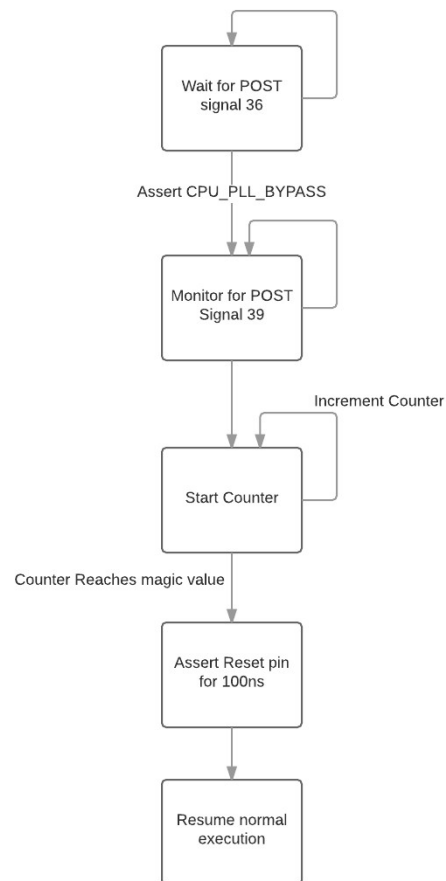 Wait for POST
signal 36
Assert CPU_PLL_BYPASS
Monitor for POST
Signal 39
Increment Counter
Start Counter
Counter Reaches magic value
Assert Reset pin
for 100ns
Resume normal
execution